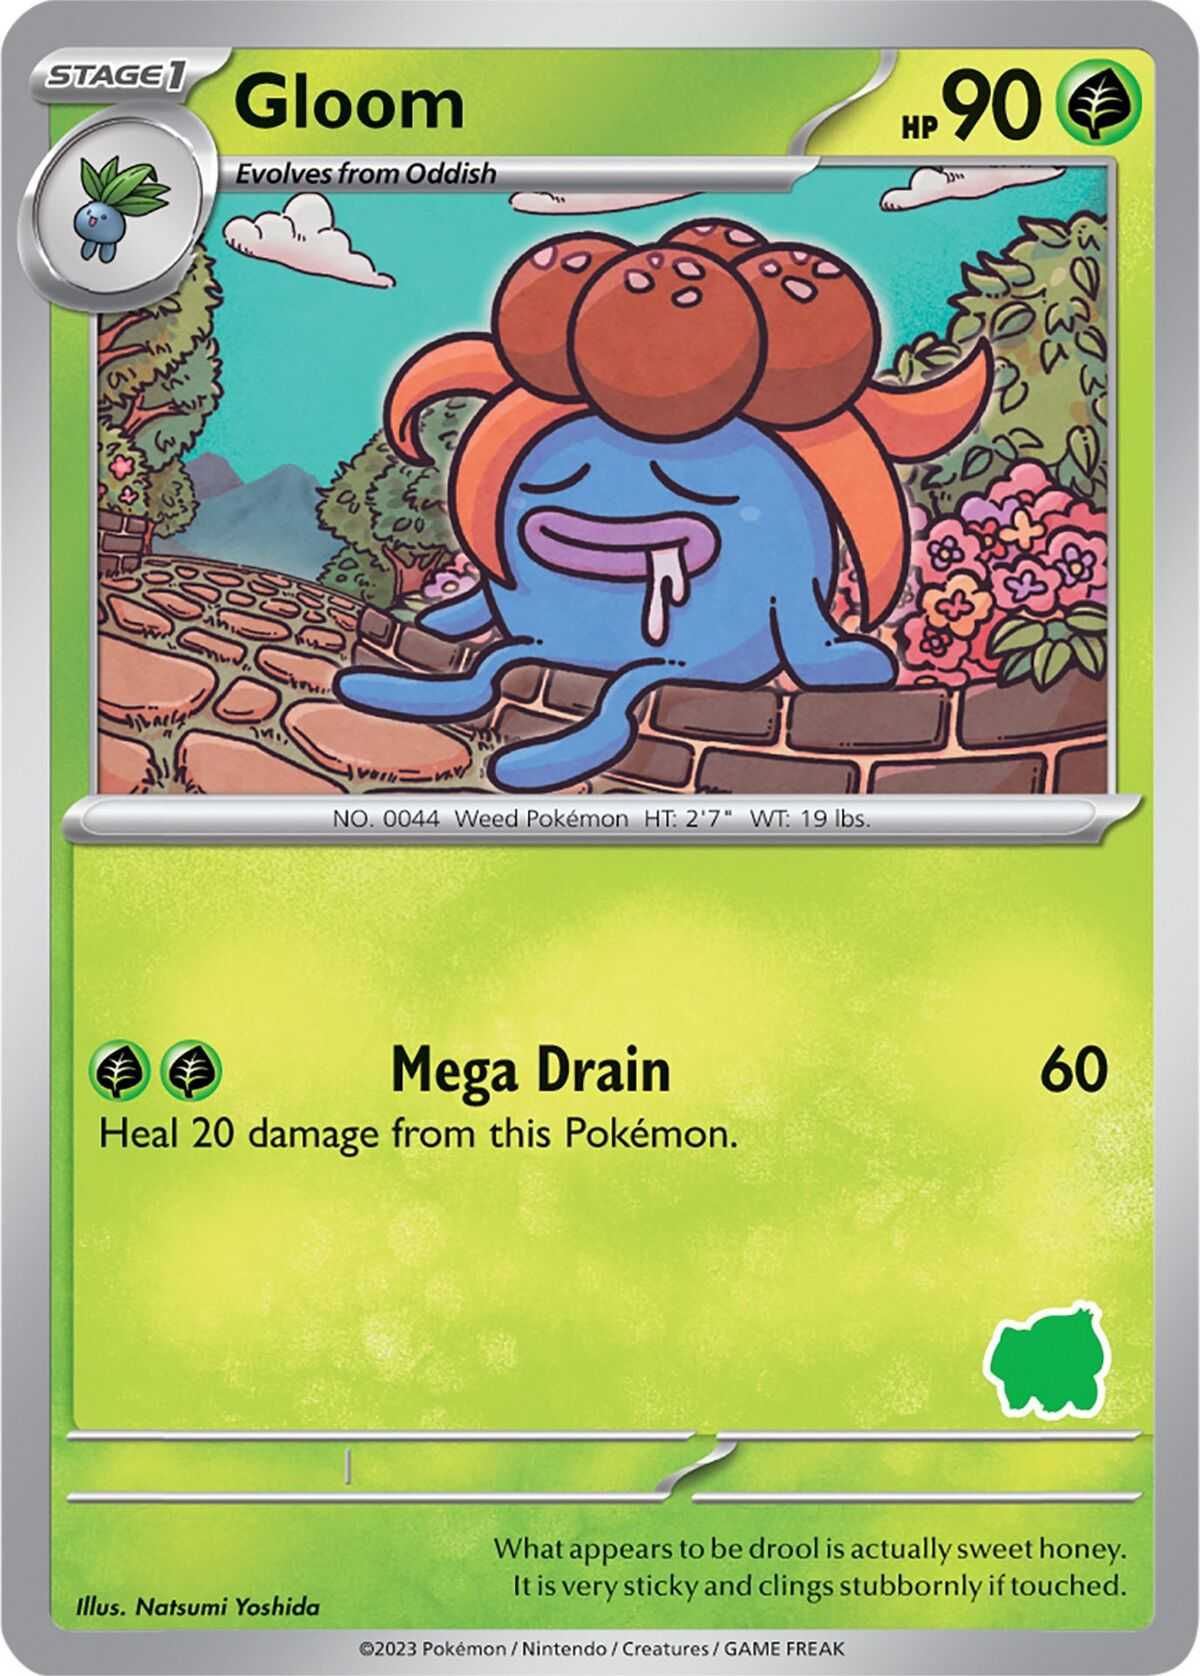 STAGE1
Gloom
HP 90
Evolves from Oddish
NO. 0044 Weed Pokémon HT: 2'7" WT: 19 lbs.
Mega Drain 60
Heal 20 damage from this Pokémon.
What appears to be drool is actually sweet honey.
It is very sticky and clings stubbornly if touched.
Illus. Natsumi Yoshida
©2023 Pokémon / Nintendo / Creatures / GAME FREAK